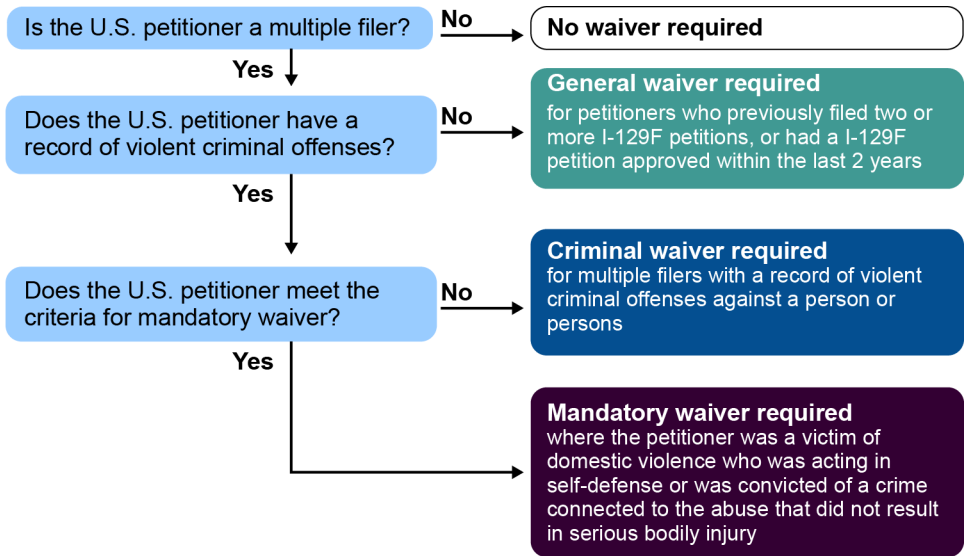 Is the U.S. petitioner a multiple filer?
No
No waiver required
Yes
Does the U.S. petitioner have a
record of violent criminal offenses?
No
General waiver required
for petitioners who previously filed two or
more I-129F petitions, or had a I-129F
petition approved within the last 2 years
Yes
Does the U.S. petitioner meet the
criteria for mandatory waiver?
No
Criminal waiver required
for multiple filers with a record of violent
criminal offenses against a person or
persons
Yes
Mandatory waiver required
where the petitioner was a victim of
domestic violence who was acting in
self-defense or was convicted of a crime
connected to the abuse that did not result
in serious bodily injury